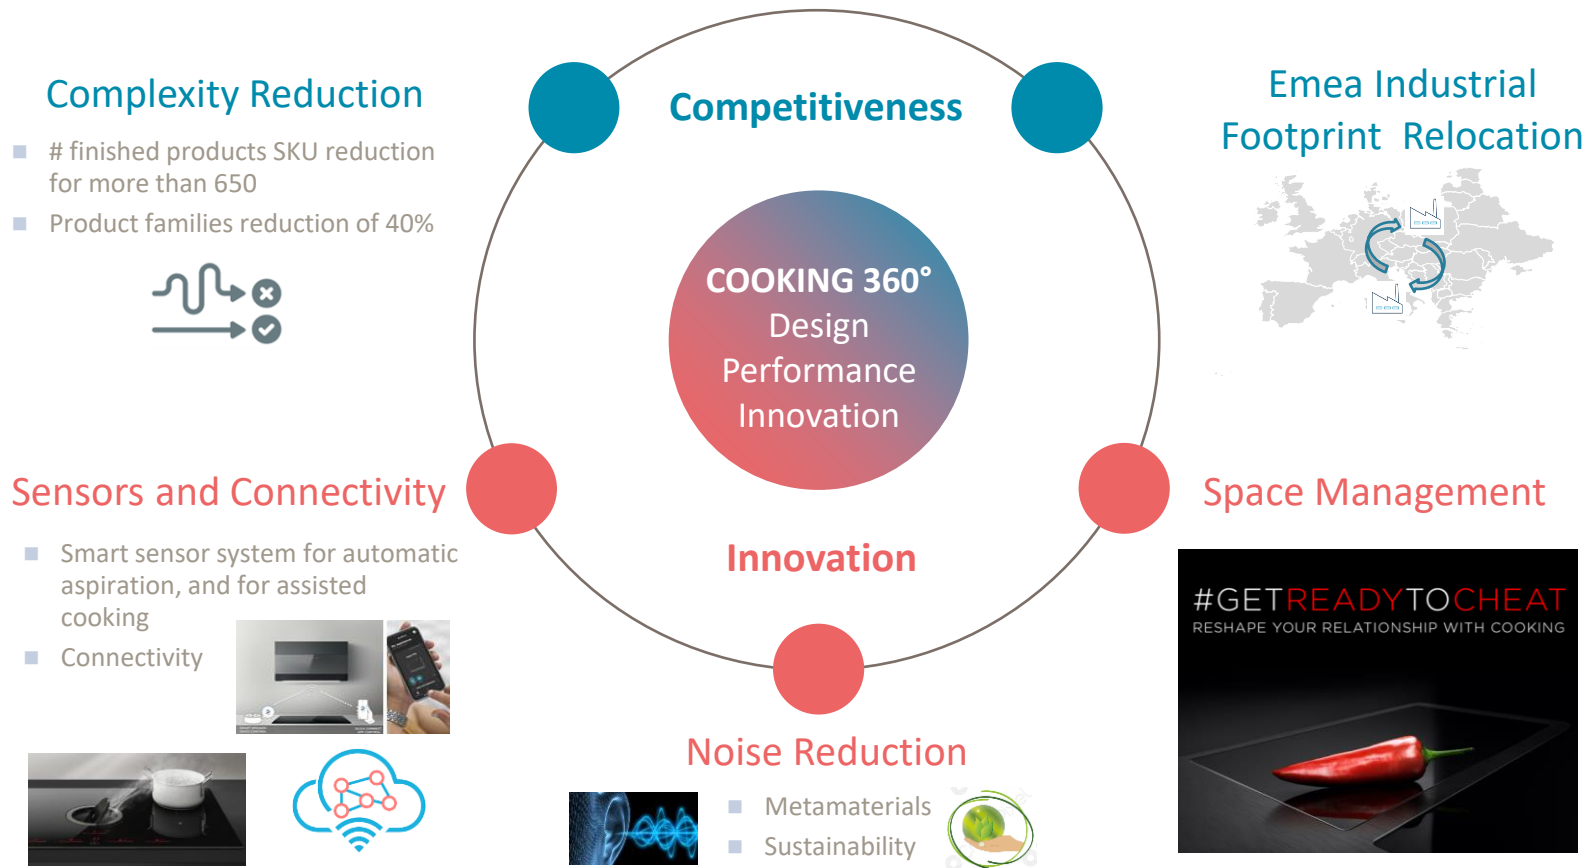 Complexity Reduction
# finished products SKU reduction
for more than 650
Product families reduction of 40%
Competitiveness
Emea Industrial
Footprint Relocation
COOKING 360°
Design
Performance
Innovation
Sensors and Connectivity
Smart sensor system for automatic
aspiration, and for assisted
cooking
Connectivity
Innovation
Space Management
#GETREADYTOCHEAT
RESHAPE YOUR RELATIONSHIP WITH COOKING
Noise Reduction
Metamaterials
Sustainability